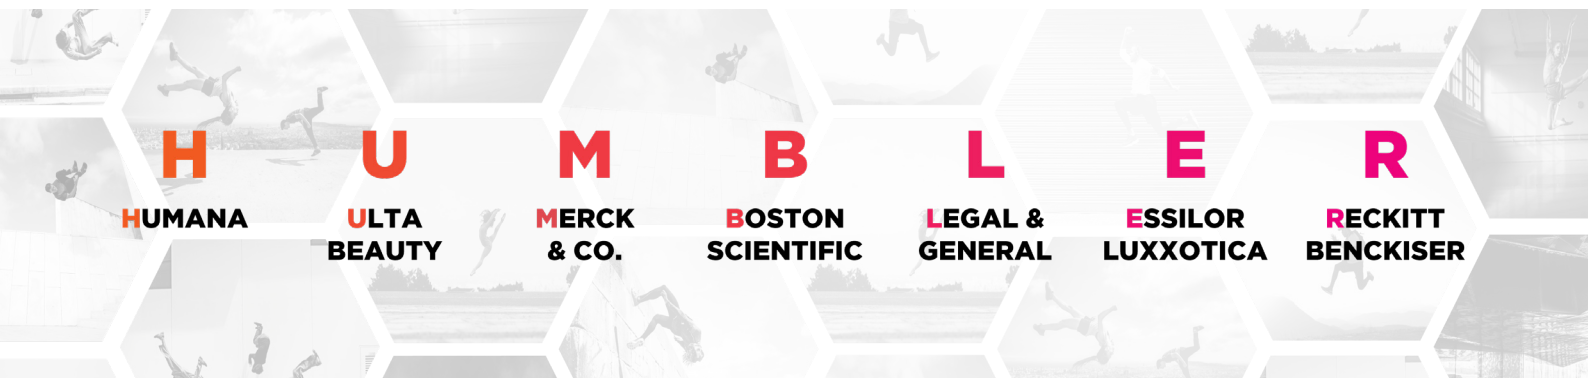 H U M B L E R
HUMANA
ULTA
BEAUTY
MERCK
& CO.
BOSTON
SCIENTIFIC
LEGAL &
GENERAL
ESSILOR
LUXXOTICA
RECKITT
BENCKISER